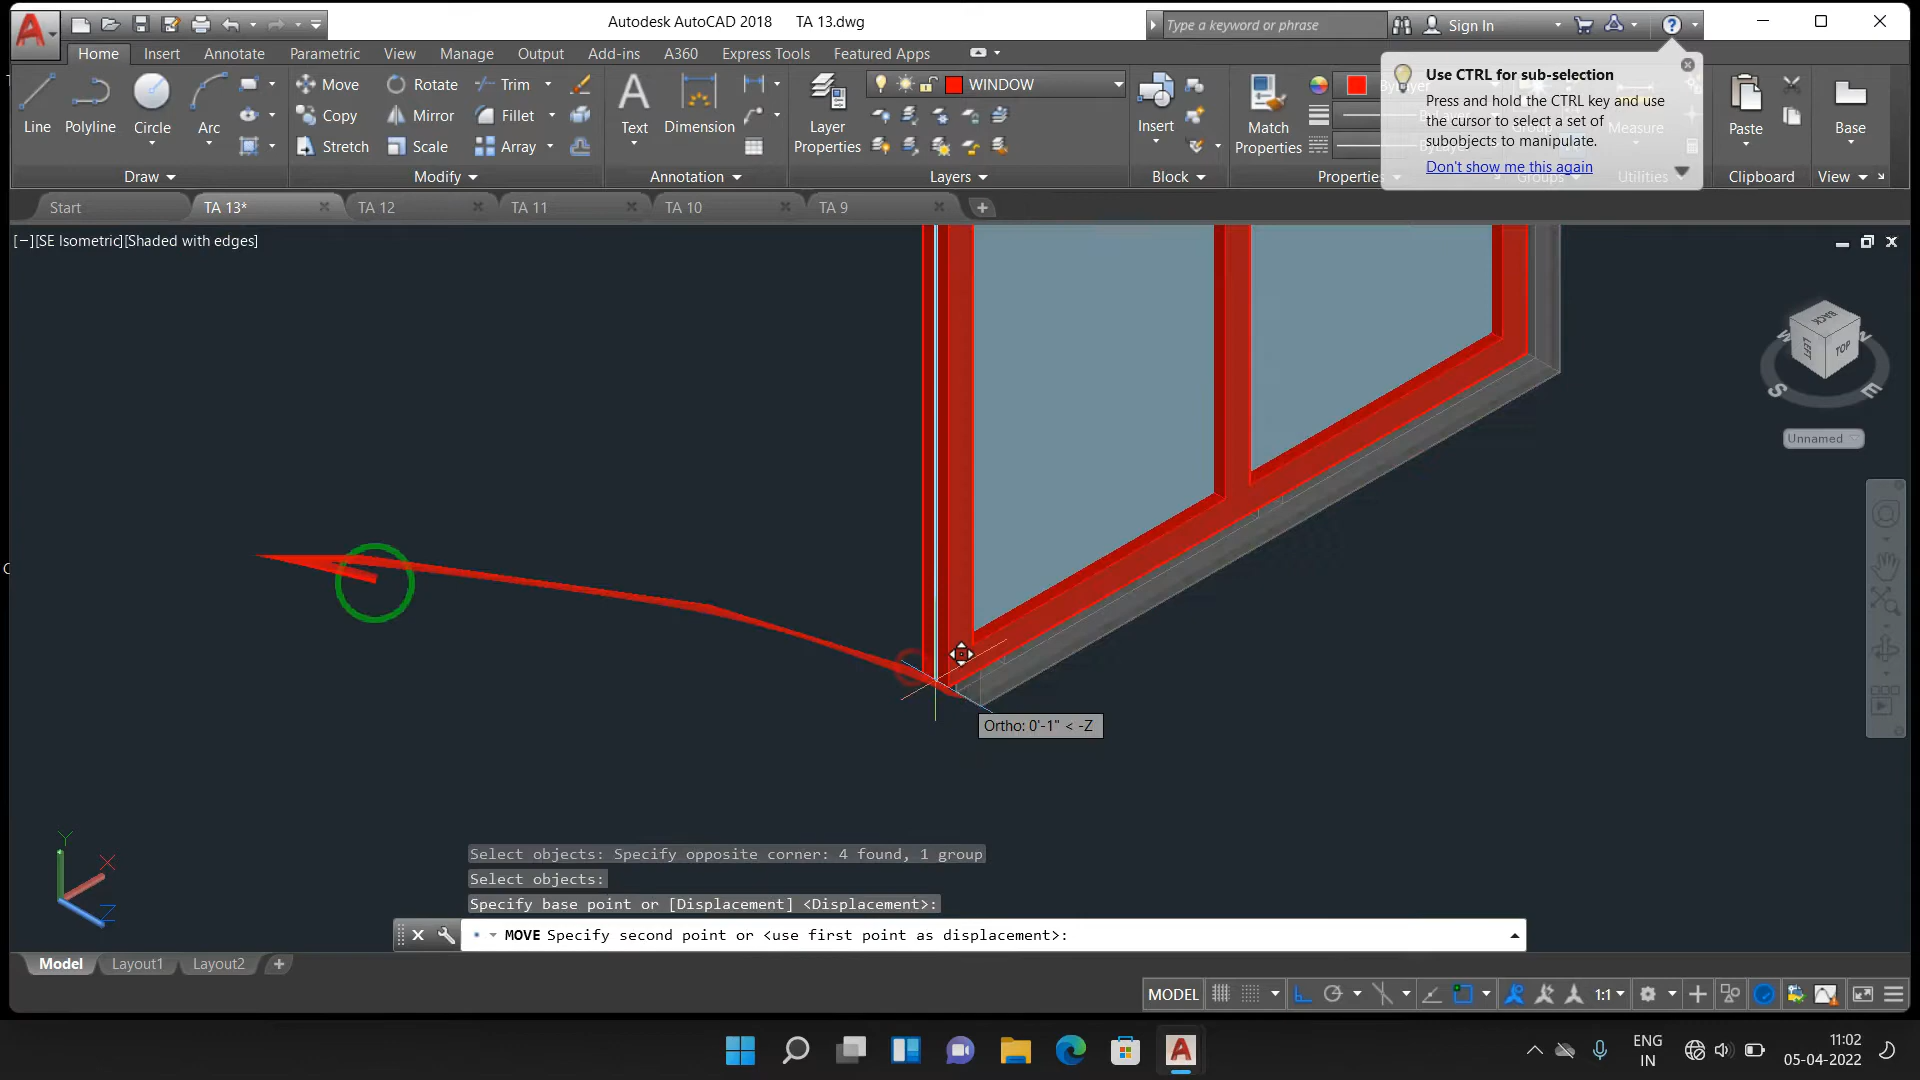 Autodesk AutoCAD 2018    TA 13.dwg
Type a keyword or phrase
Sign In
Home Insert Annotate Parametric View Manage Output Add-ins A360 Express Tools Featured Apps
Line
Polyline
Circle
Arc
Draw
Move Rotate Trim
Copy Mirror Fillet
Stretch Scale Array
Modify
Text
Dimension
Annotation
Layer
Properties
WINDOW
Layers
Insert
Block
Match
Properties
Properties
Use CTRL for sub-selection
Press and hold the CTRL key and use
the cursor to select a set of
subobjects to manipulate.
Don't show me this again
Groups
Measure
Utilities
Paste
Clipboard
Base
View
Start TA 13* TA 12 TA 11 TA 10 TA 9
[−][SE Isometric][Shaded with edges]
BACK
LEFT
TOP
W
N
S
E
Unnamed
Ortho: 0'-1" < -Z
Y
X
Z
Select objects: Specify opposite corner: 4 found, 1 group
Select objects:
Specify base point or [Displacement] <Displacement>:
MOVE Specify second point or <use first point as displacement>:
Model Layout1 Layout2
MODEL
1:1
ENG
IN
11:02
05-04-2022